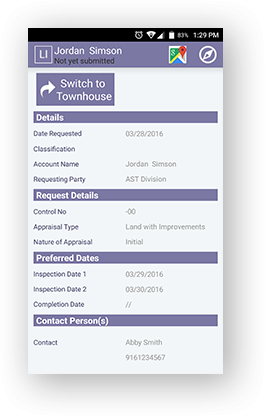 83% 1:29 PM
LI Jordan Simson
Not yet submitted
Switch to
Townhouse
Details
Date Requested 03/28/2016
Classification
Account Name Jordan Simson
Requesting Party AST Division
Request Details
Control No -00
Appraisal Type Land with Improvements
Nature of Appraisal Initial
Preferred Dates
Inspection Date 1 03/29/2016
Inspection Date 2 03/30/2016
Completion Date //
Contact Person(s)
Contact Abby Smith
9161234567